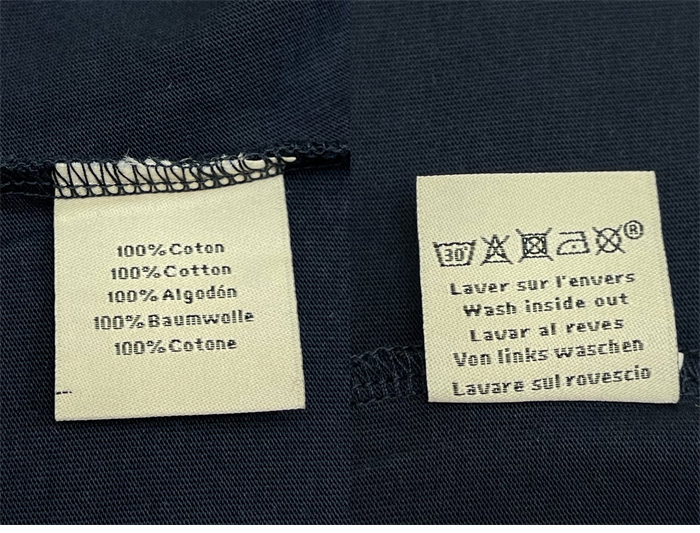 100% Coton
100% Cotton
100% Algodón
100% Baumwolle
100% Cotone
30°
®
Laver sur l'envers
Wash inside out
Lavar al reves
Von links waschen
Lavare sul rovescio